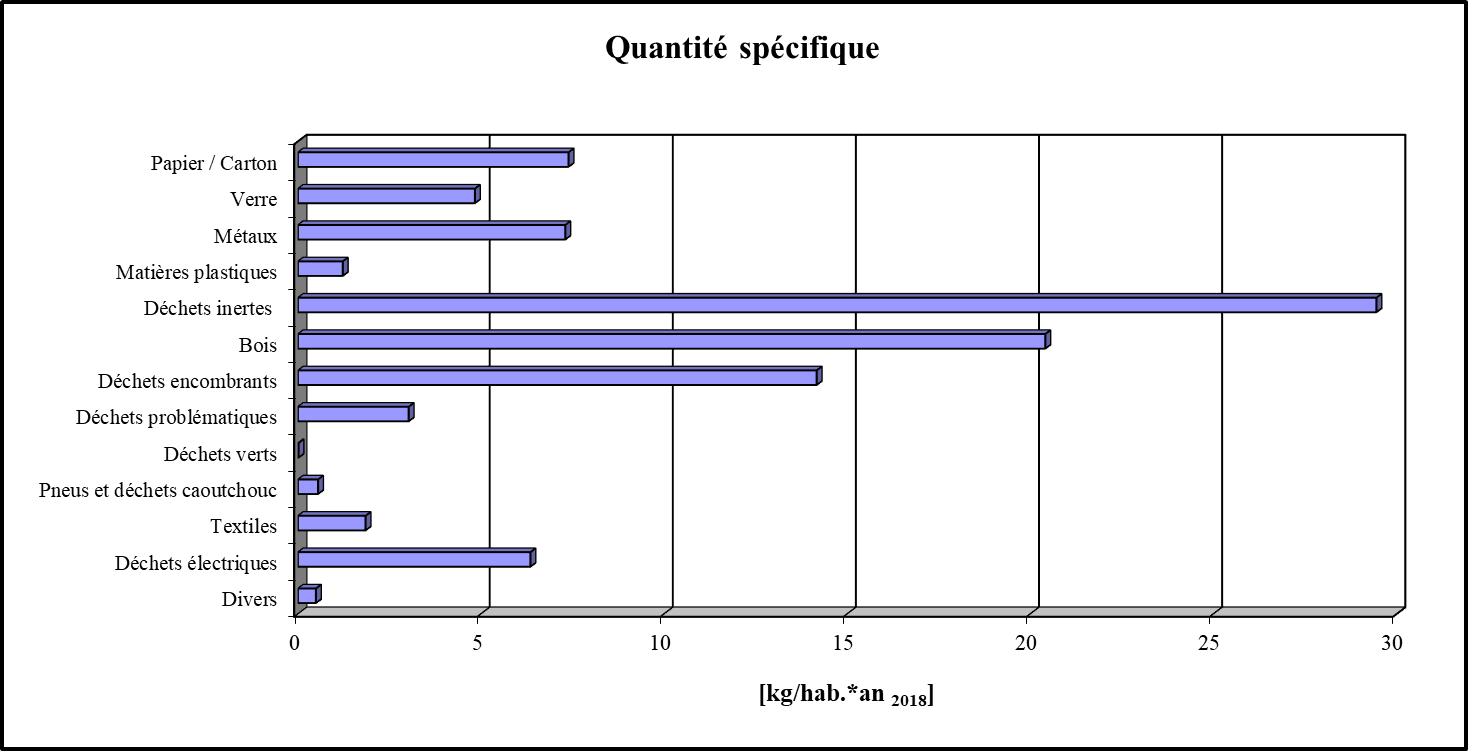 Quantité spécifique
Papier / Carton
Verre
Métaux
Matières plastiques
Déchets inertes
Bois
Déchets encombrants
Déchets problématiques
Déchets verts
Pneus et déchets caoutchouc
Textiles
Déchets électriques
Divers
0 5 10 15 20 25 30
[kg/hab.*an 2018]